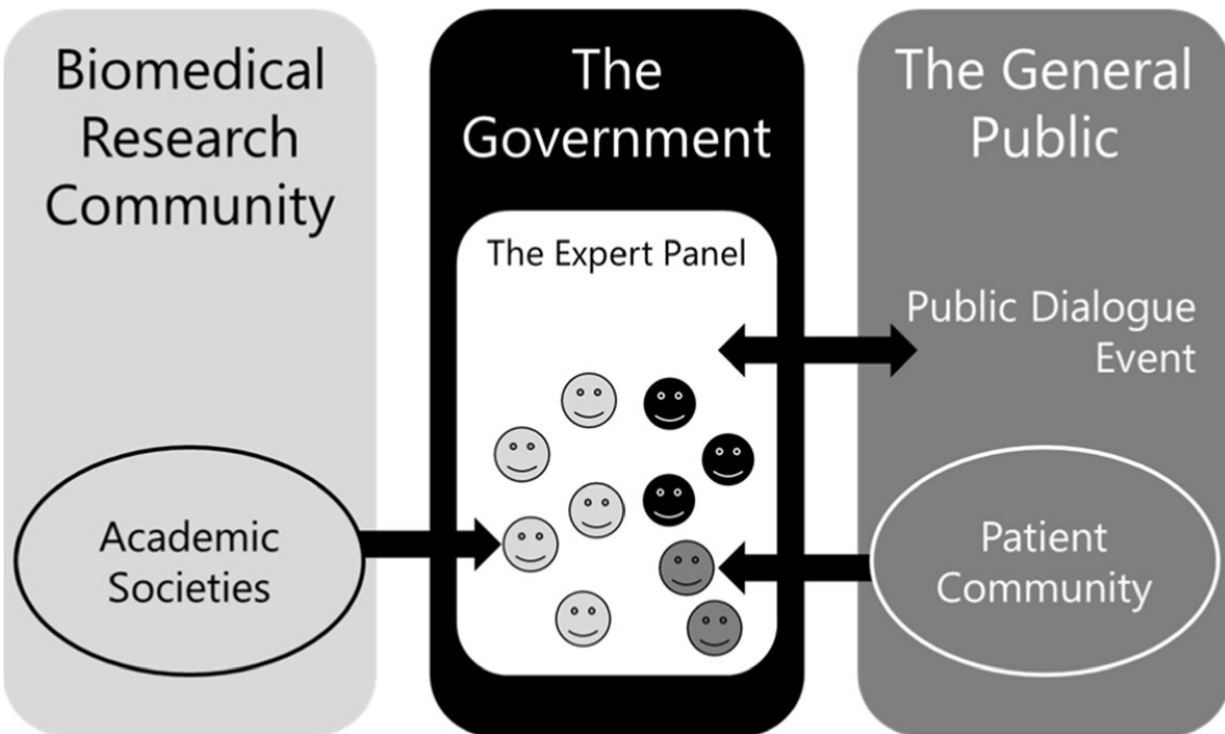 Biomedical
Research
Community
Academic
Societies
The
Government
The Expert Panel
The General
Public
Public Dialogue
Event
Patient
Community